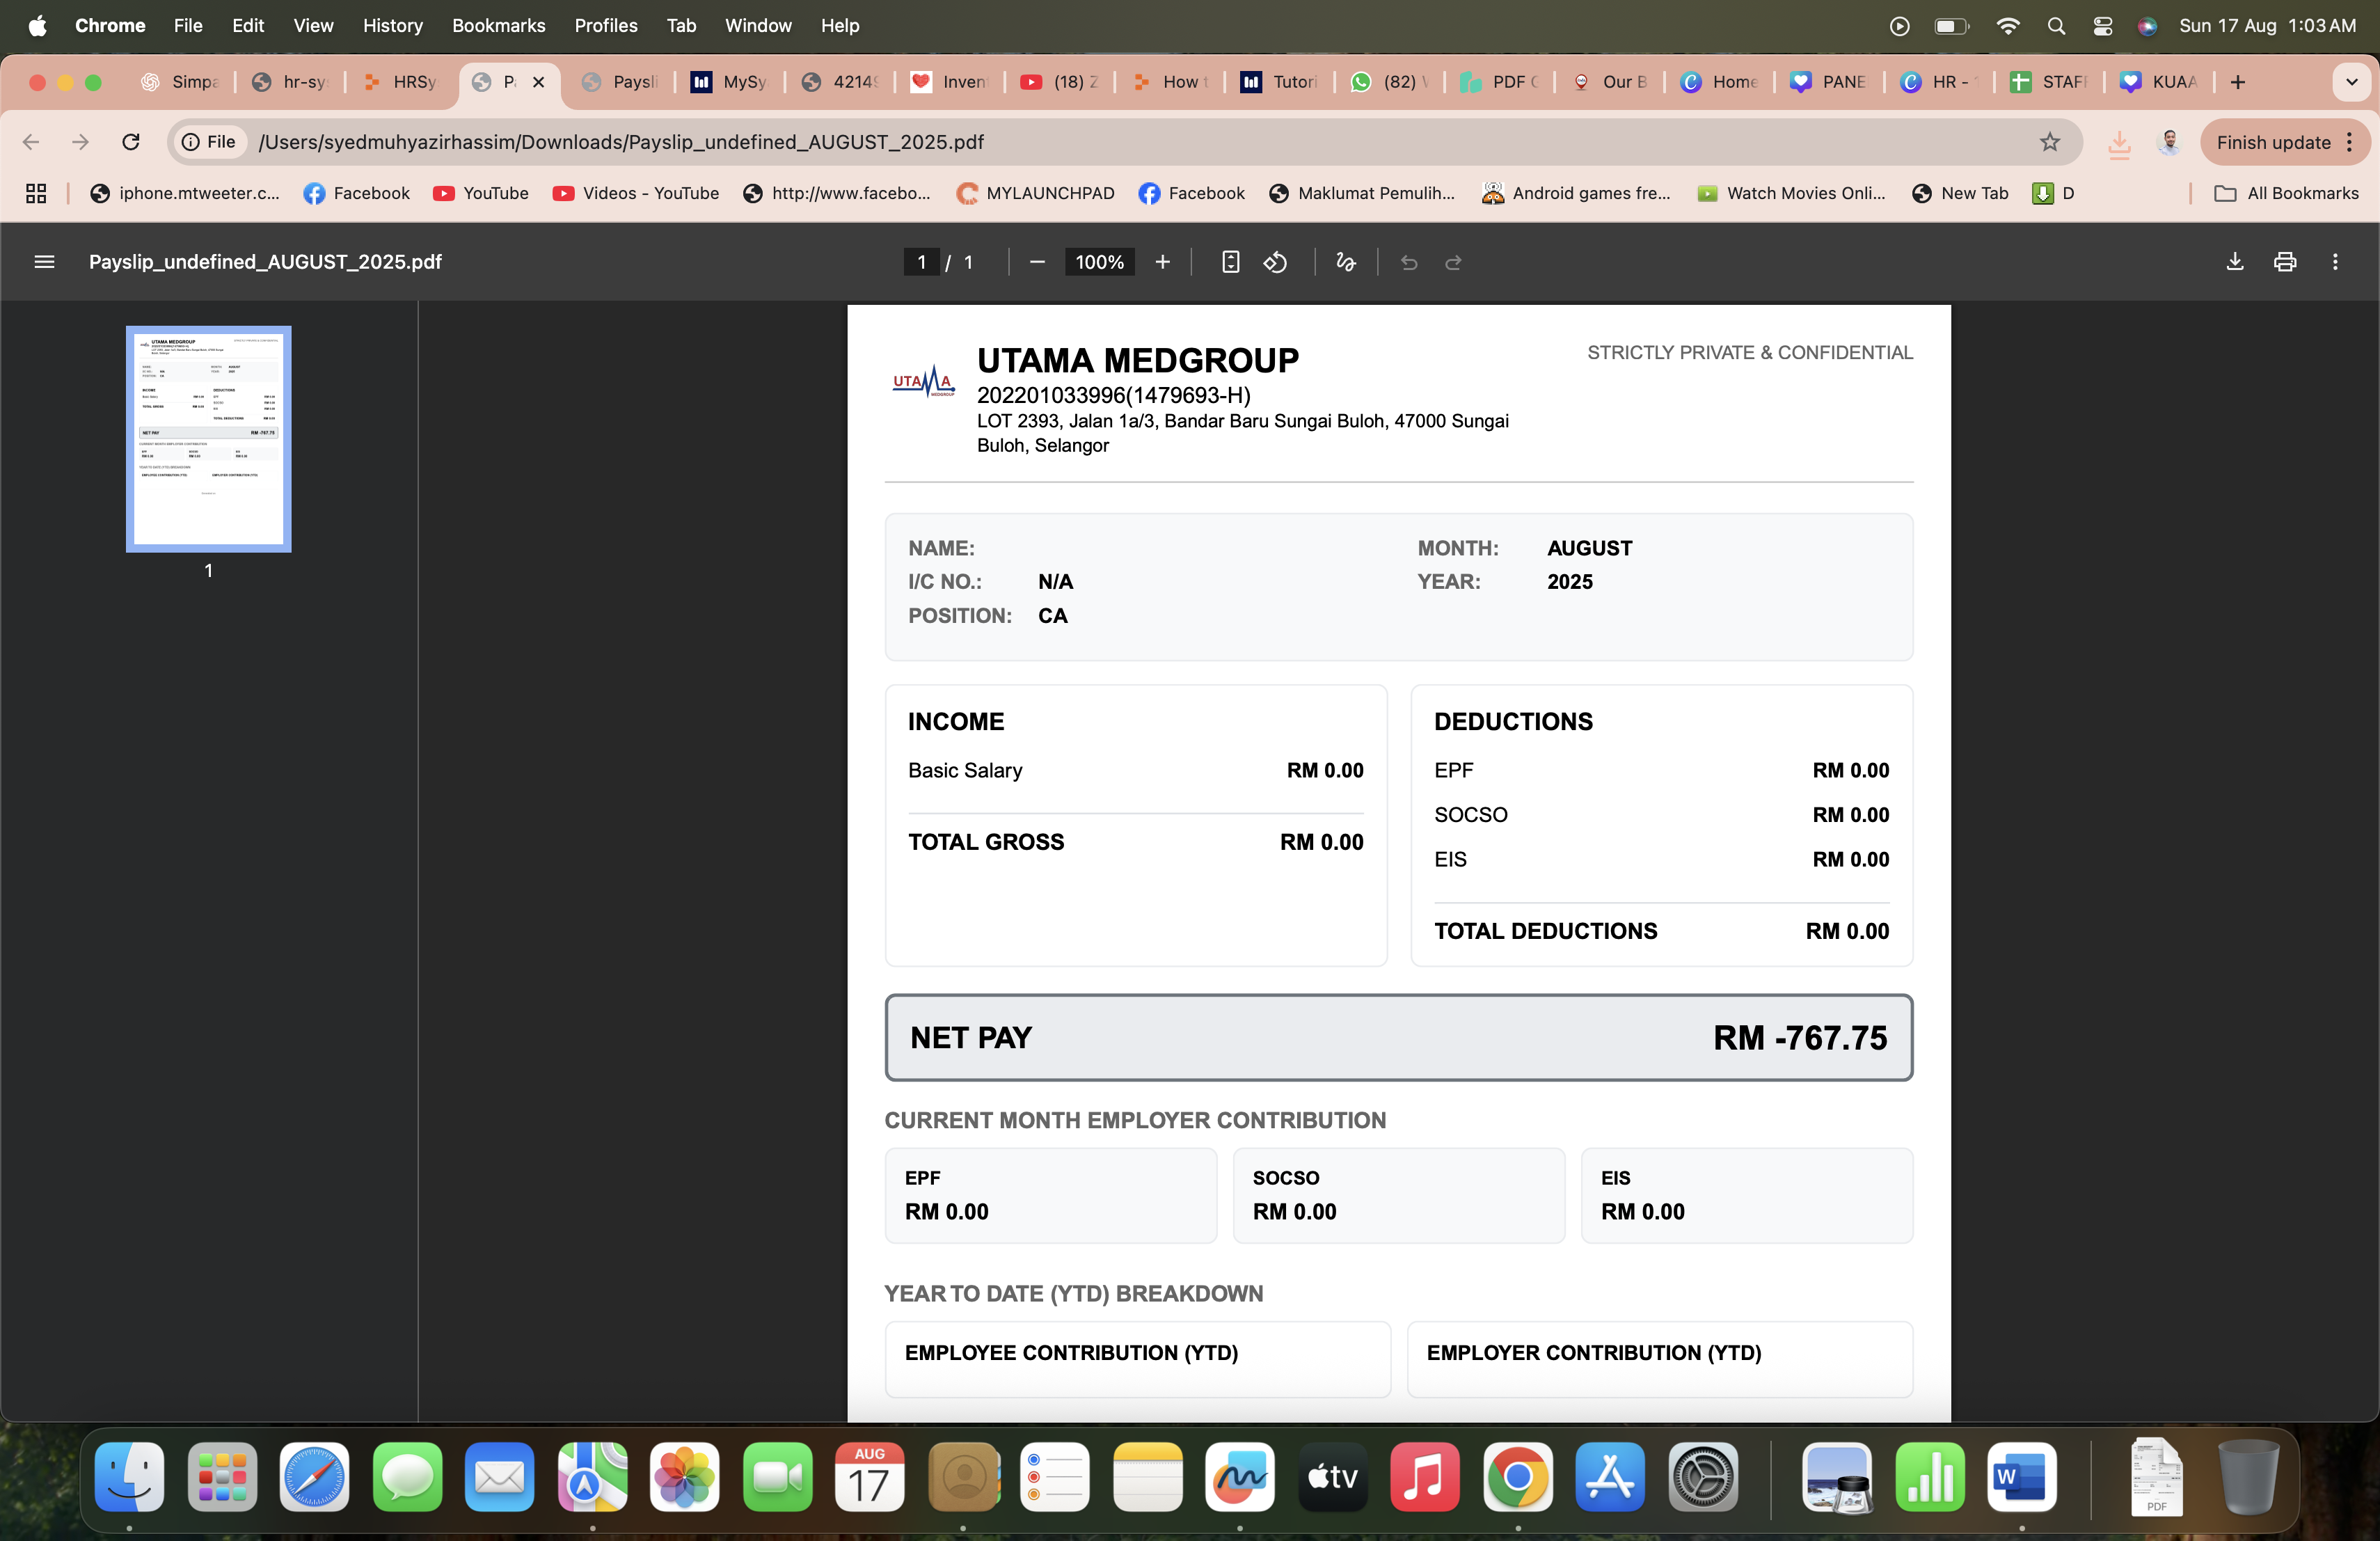 Chrome File Edit View History Bookmarks Profiles Tab Window Help Sun 17 Aug 1:03 AM
Simpa hr-sy HRSy P Paysli MySy 4214 Inven (18) Z How t Tutori (82) PDF Our B Home PANE HR - STAF KUAA
File /Users/syedmuhyazirhassim/Downloads/Payslip_undefined_AUGUST_2025.pdf Finish update
iphone.mtweeter.c... Facebook YouTube Videos - YouTube http://www.facebo... MYLAUNCHPAD Facebook Maklumat Pemulih... Android games fre... Watch Movies Onli... New Tab D All Bookmarks
Payslip_undefined_AUGUST_2025.pdf 1 / 1 100%
1
UTAMA MEDGROUP
UTAMA MEDGROUP STRICTLY PRIVATE & CONFIDENTIAL
202201033996(1479693-H)
LOT 2393, Jalan 1a/3, Bandar Baru Sungai Buloh, 47000 Sungai
Buloh, Selangor
NAME: MONTH: AUGUST
I/C NO.: N/A YEAR: 2025
POSITION: CA
INCOME
Basic Salary RM 0.00
TOTAL GROSS RM 0.00
DEDUCTIONS
EPF RM 0.00
SOCSO RM 0.00
EIS RM 0.00
TOTAL DEDUCTIONS RM 0.00
NET PAY RM -767.75
CURRENT MONTH EMPLOYER CONTRIBUTION
EPF
RM 0.00
SOCSO
RM 0.00
EIS
RM 0.00
YEAR TO DATE (YTD) BREAKDOWN
EMPLOYEE CONTRIBUTION (YTD) EMPLOYER CONTRIBUTION (YTD)
AUG
17
tv
W
PDF